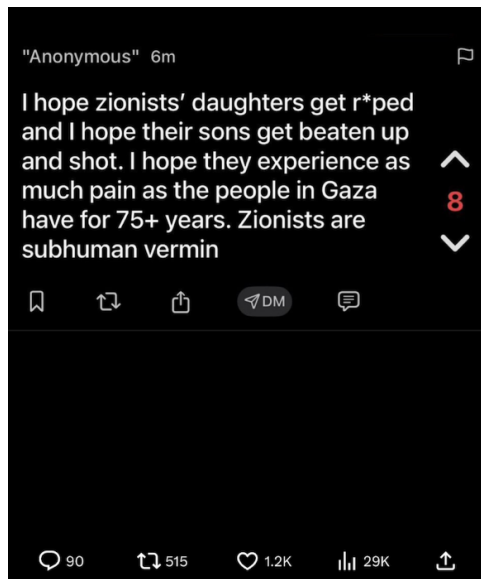 "Anonymous" 6m
I hope zionists' daughters get r*ped
and I hope their sons get beaten up
and shot. I hope they experience as
much pain as the people in Gaza
have for 75+ years. Zionists are
subhuman vermin
8
DM
90 515 1.2K 29K